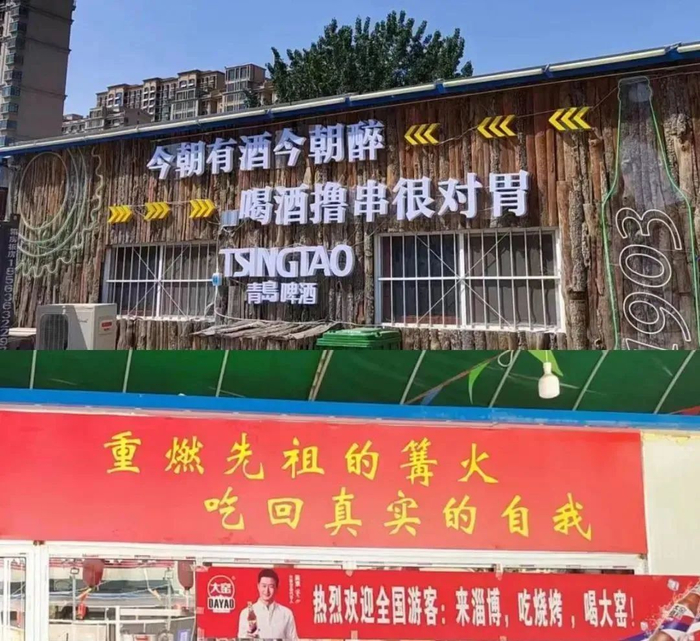 今朝有酒今朝醉
喝酒撸串很对胃
TSINGTAO
青島啤酒
1903
重燃先祖的篝火
吃回真实的自我
大窑
DAYAO
热烈欢迎全国游客：来淄博，吃烧烤，喝大窑！